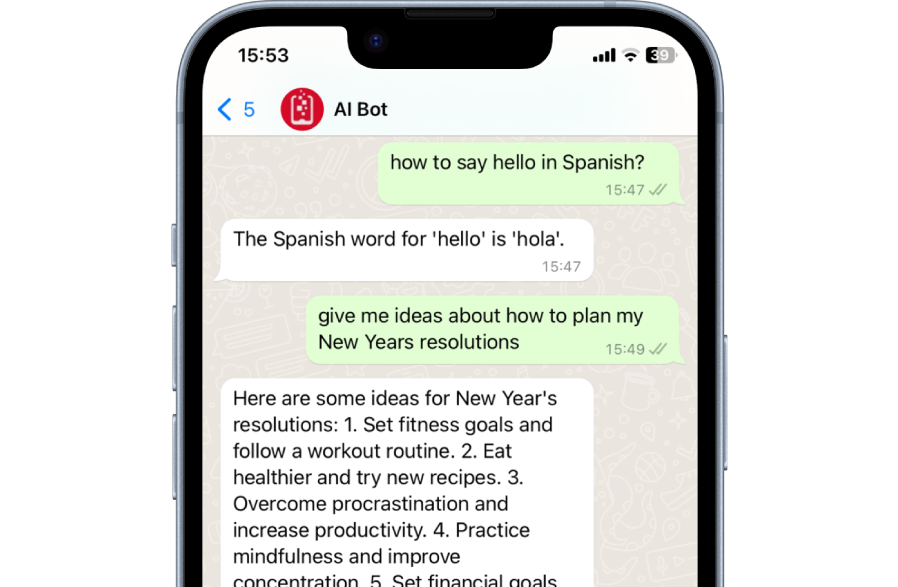 15:53
39
5
AI Bot
how to say hello in Spanish?
15:47
The Spanish word for 'hello' is 'hola'.
15:47
give me ideas about how to plan my
New Years resolutions
15:49
Here are some ideas for New Year's
resolutions: 1. Set fitness goals and
follow a workout routine. 2. Eat
healthier and try new recipes. 3.
Overcome procrastination and
increase productivity. 4. Practice
mindfulness and improve
concentration. 5. Set financial goals